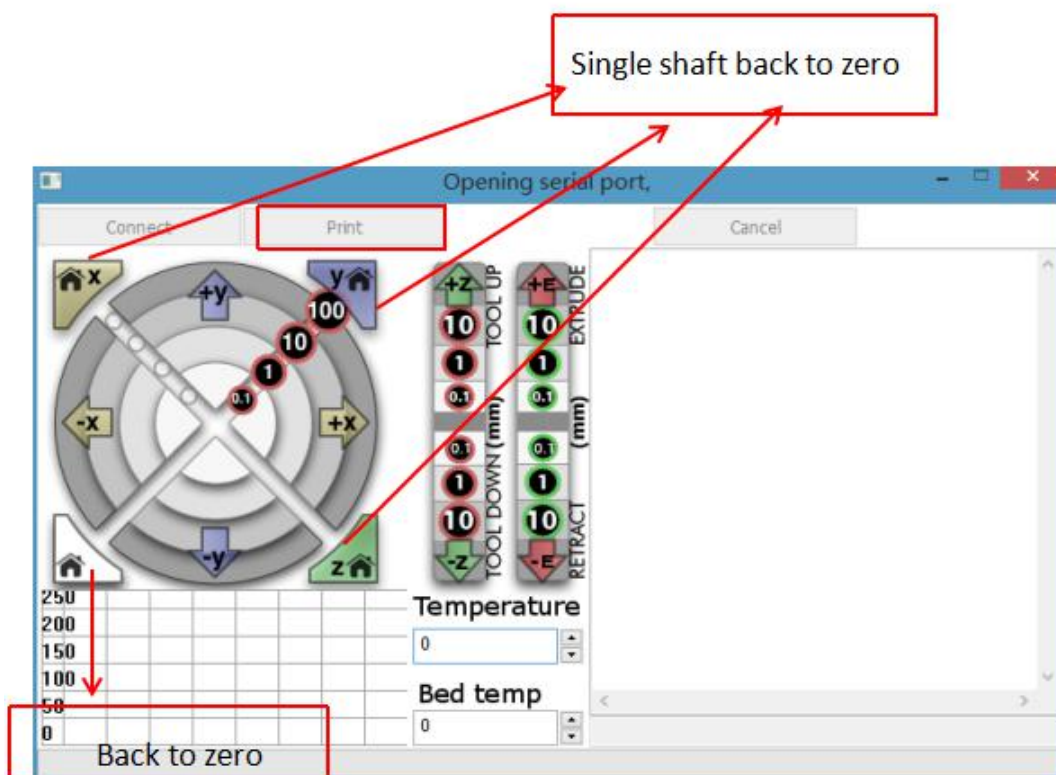 Single shaft back to zero
Opening serial port,
Connect
Print
Cancel
x
y
+y
100
10
1
0.1
-x
+x
-y
z
+Z
10
1
0.1
0.1
1
10
-Z
TOOL UP
TOOL DOWN (mm)
+E
10
1
0.1
0.1
1
10
-E
EXTRUDE
RETRACT (mm)
250
200
150
100
50
0
Temperature
0
Bed temp
0
Back to zero